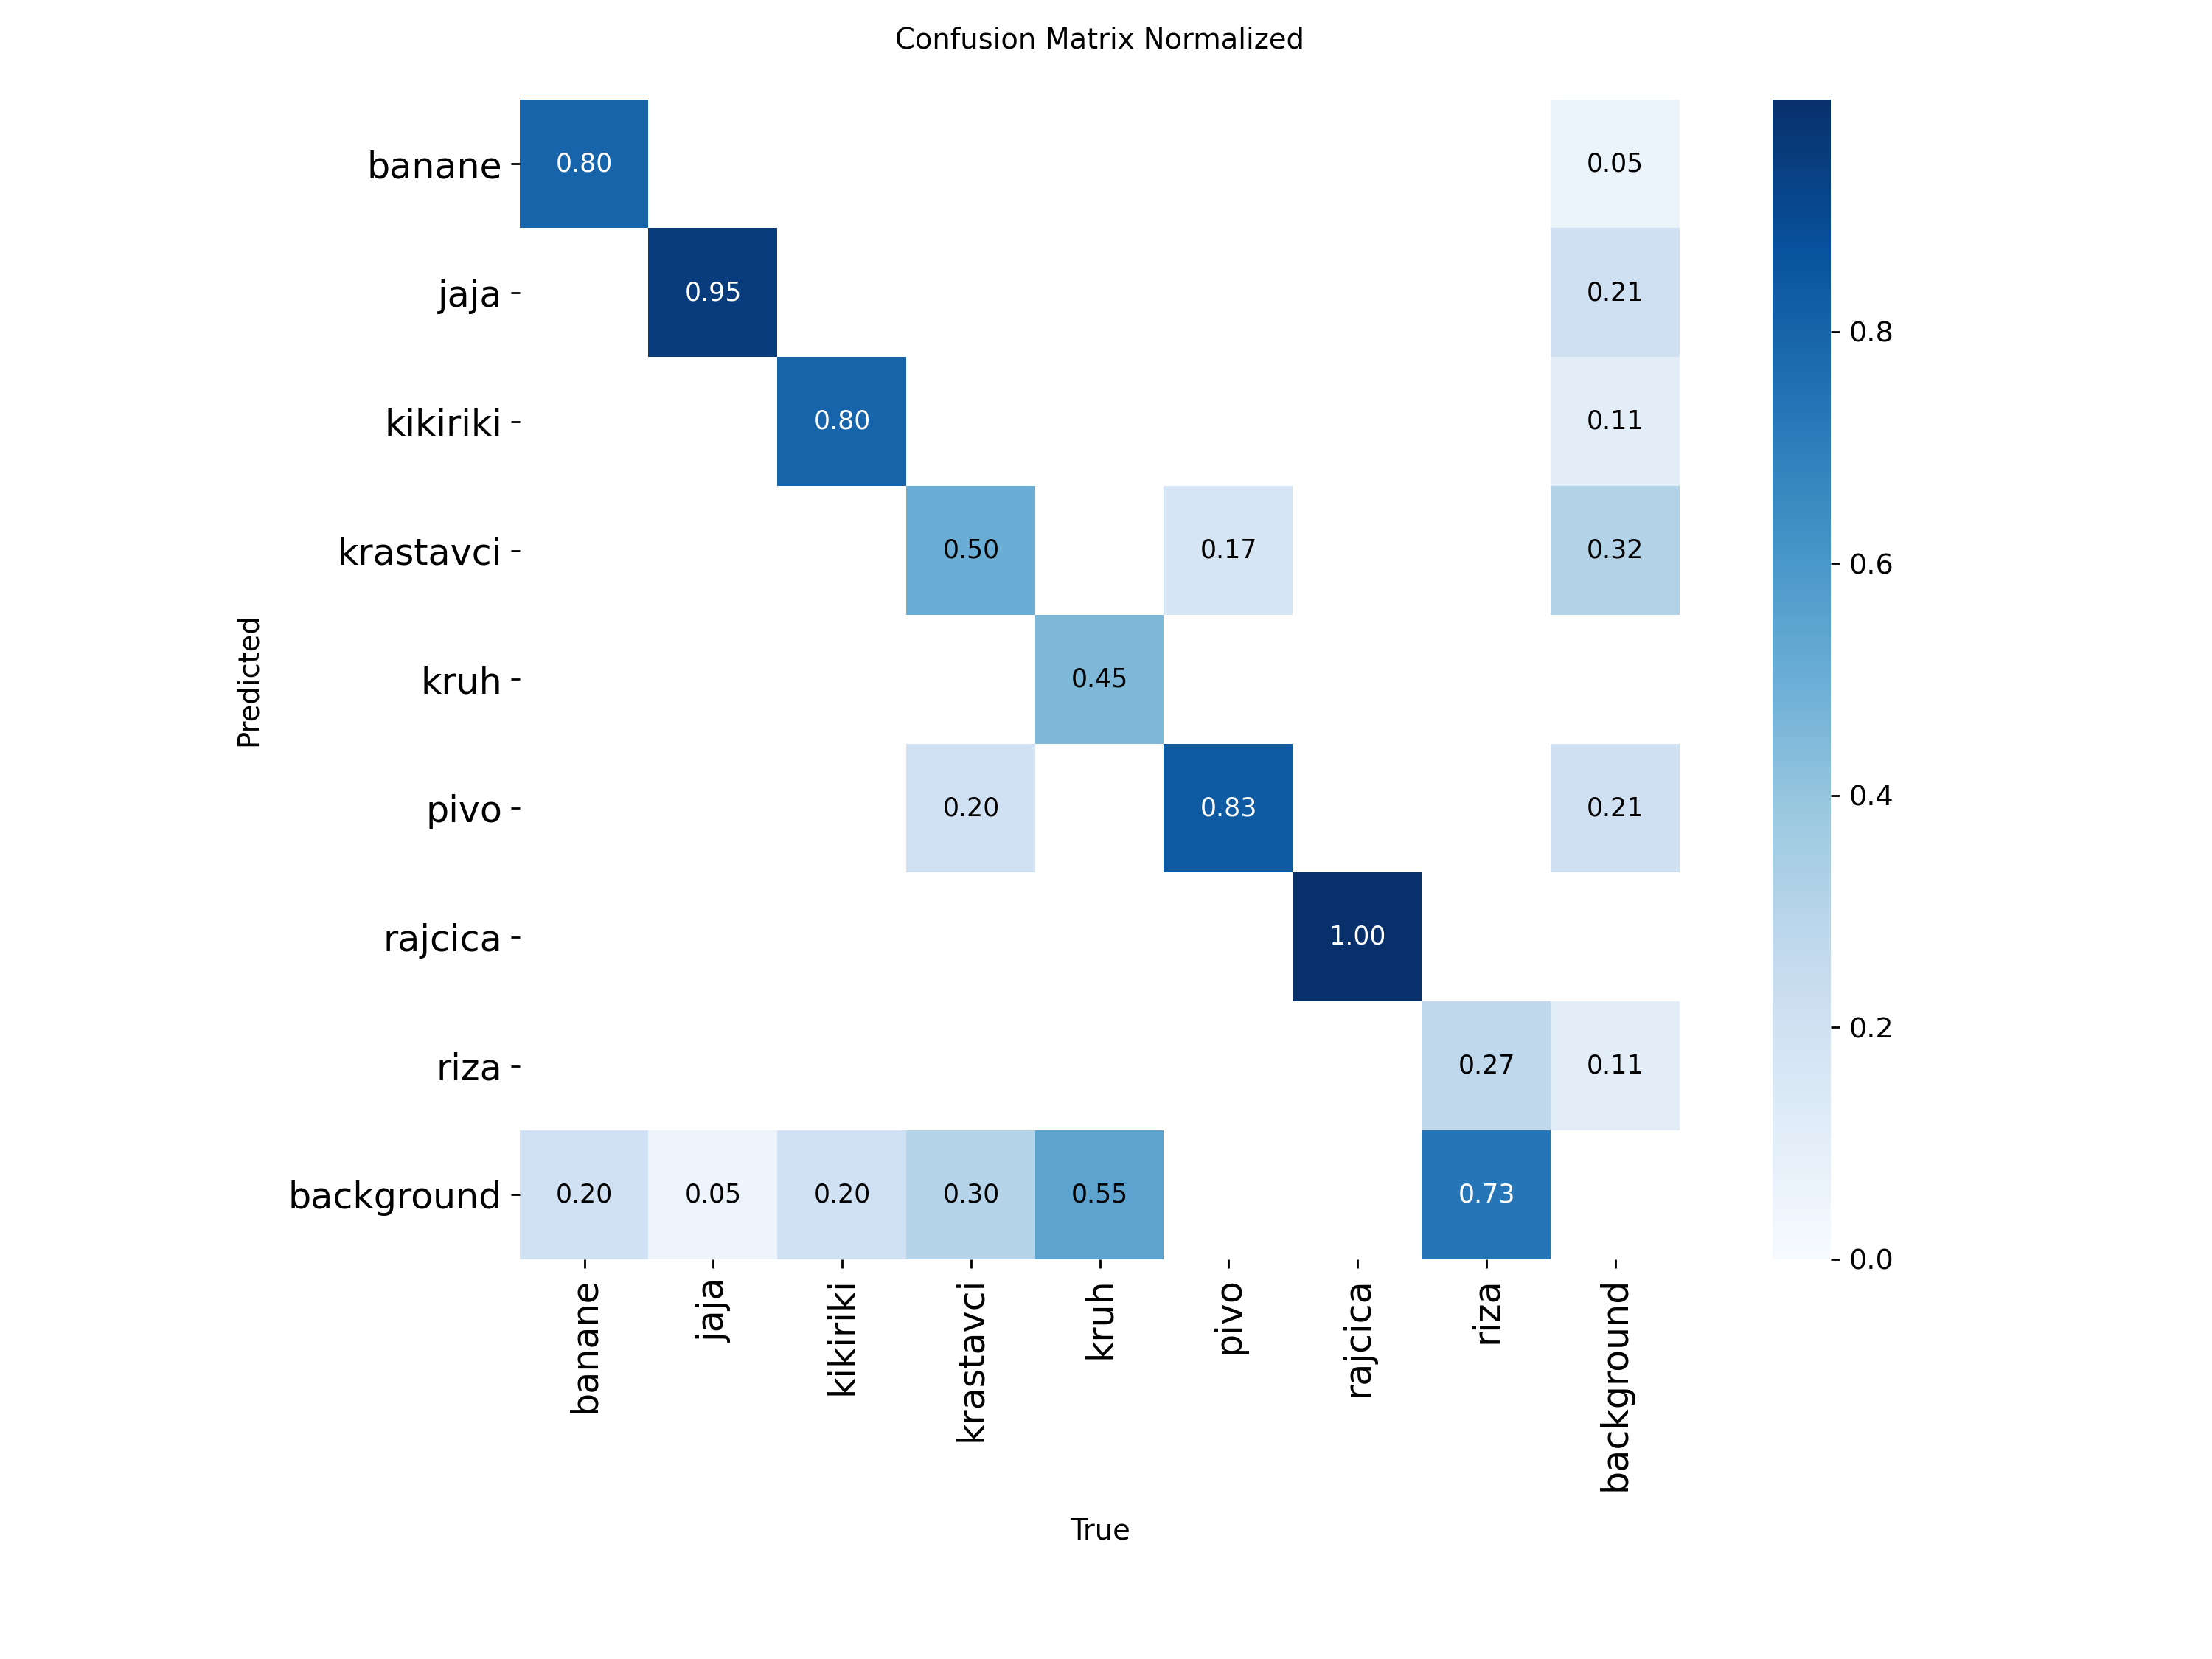 Confusion Matrix Normalized
banane 0.80 0.05
jaja 0.95 0.21
kikiriki 0.80 0.11
krastavci 0.50 0.17 0.32
kruh 0.45
pivo 0.20 0.83 0.21
rajcica 1.00
riza 0.27 0.11
background 0.20 0.05 0.20 0.30 0.55 0.73
Predicted
banane jaja kikiriki krastavci kruh pivo rajcica riza background
True
0.8
0.6
0.4
0.2
0.0